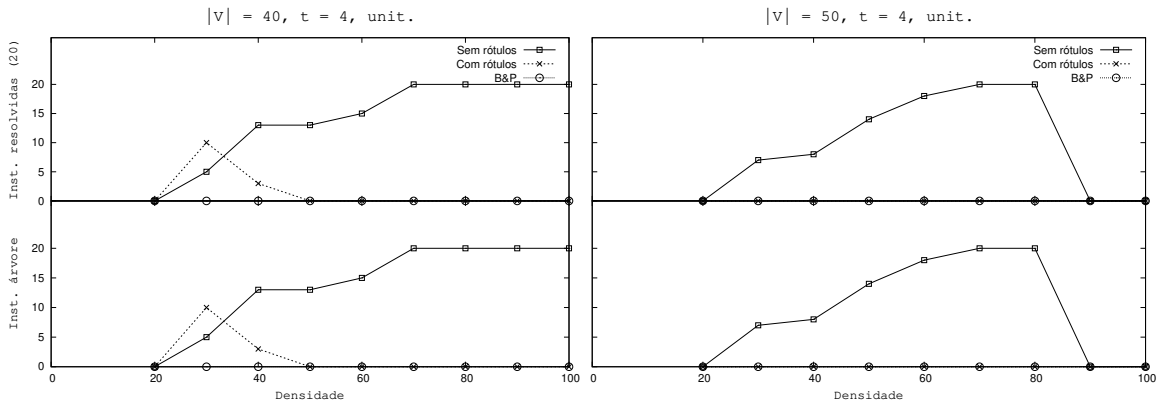 |V| = 40, t = 4, unit.
Inst. resolvidas (20)
20
15
10
5
0
Sem rótulos
Com rótulos
B&P
Inst. árvore
20
15
10
5
0
0 20 40 60 80 100
Densidade
|V| = 50, t = 4, unit.
Sem rótulos
Com rótulos
B&P
0 20 40 60 80 100
Densidade